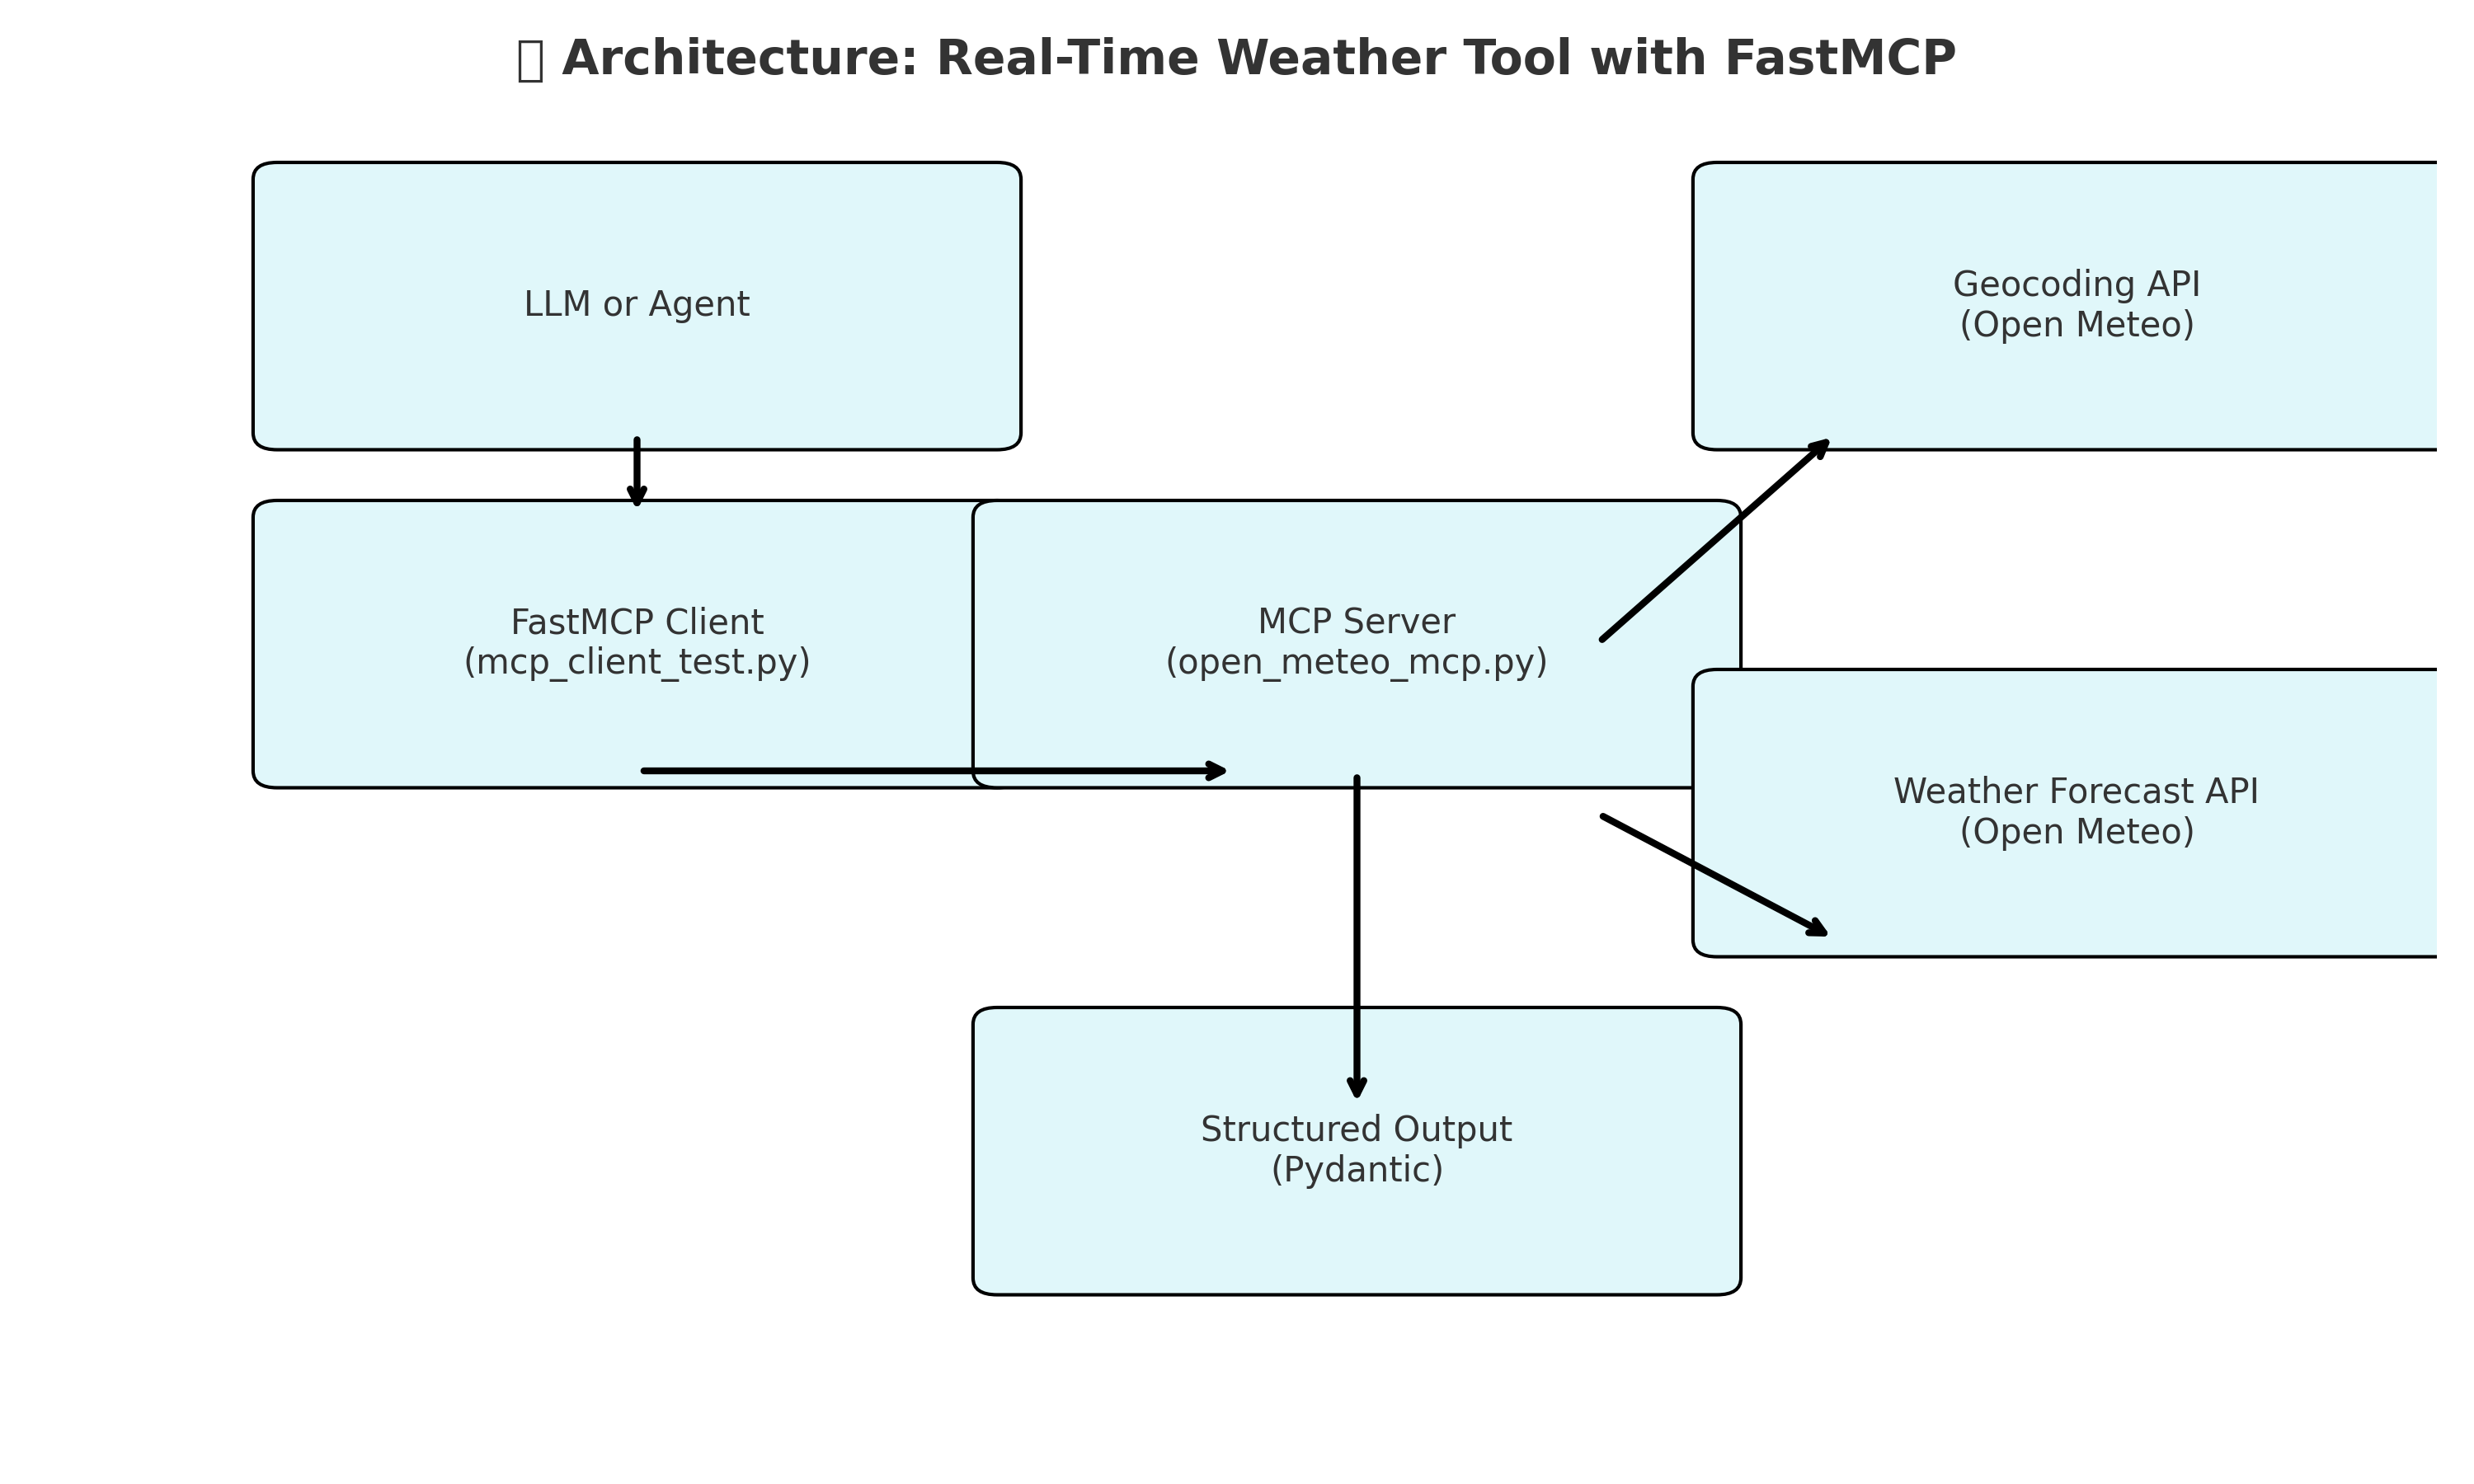 Architecture: Real-Time Weather Tool with FastMCP
LLM or Agent
Geocoding API
(Open Meteo)
FastMCP Client
(mcp_client_test.py)
MCP Server
(open_meteo_mcp.py)
Weather Forecast API
(Open Meteo)
Structured Output
(Pydantic)